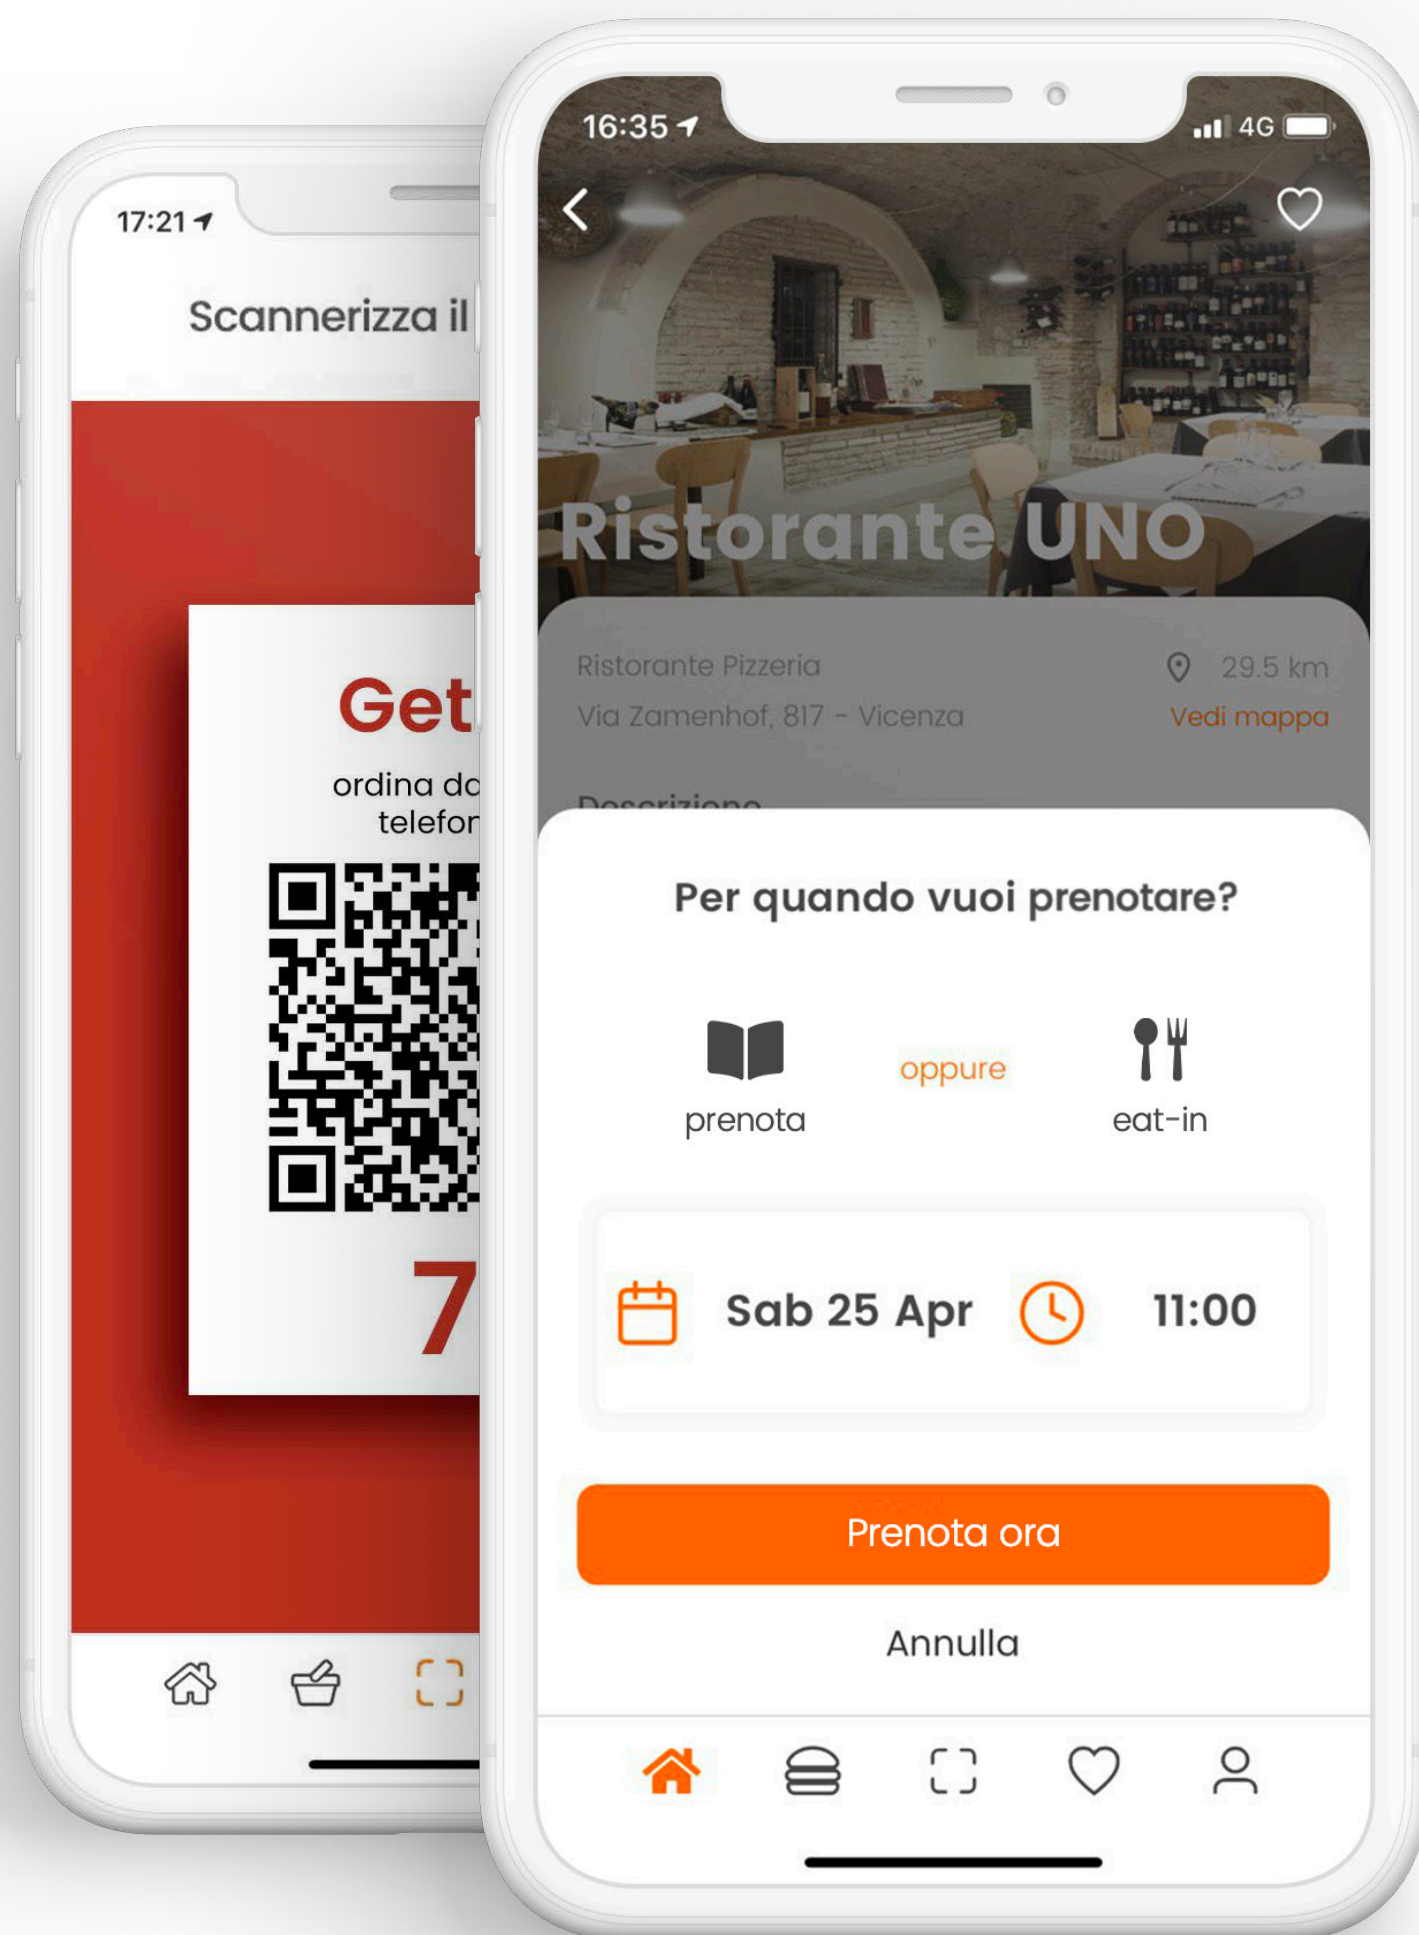 17:21
Scannerizza il
Get
ordina da
telefon
7
16:35
4G
Ristorante UNO
Ristorante Pizzeria
29.5 km
Via Zamenhof, 817 - Vicenza
Vedi mappa
Descrizione
Per quando vuoi prenotare?
prenota
oppure
eat-in
Sab 25 Apr
11:00
Prenota ora
Annulla